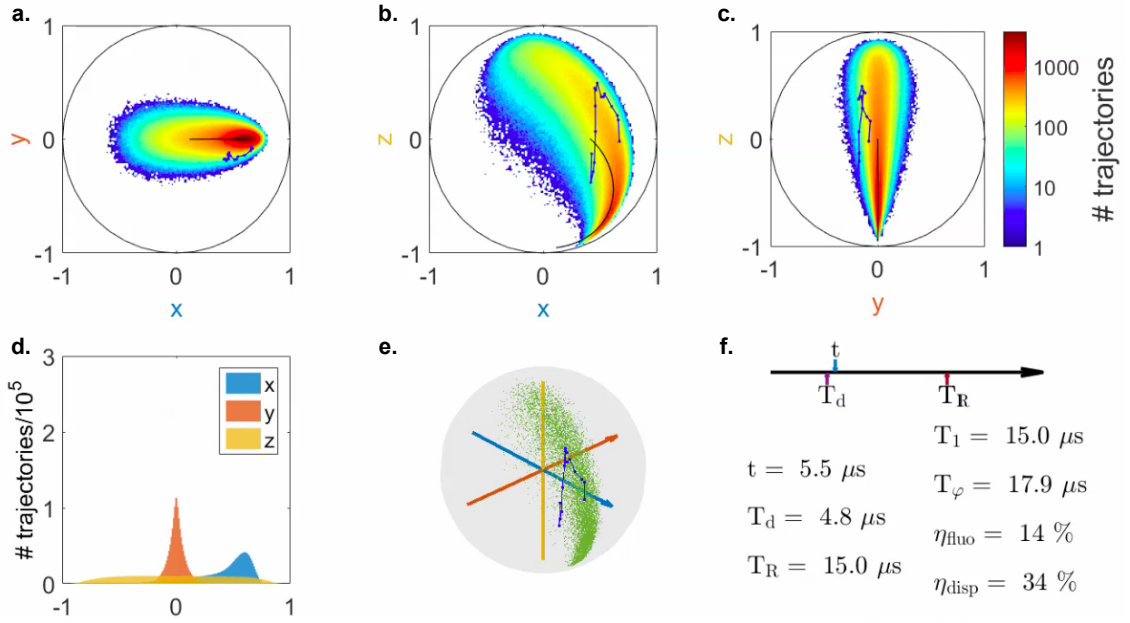 a.
b.
c.
1
0
-1
y
-1 0 1
x
1
0
-1
z
-1 0 1
x
1
0
-1
z
-1 0 1
y
1000
100
10
1
# trajectories
d.
e.
f.
3
2
1
0
# trajectories/10^5
x
y
z
-1 0 1
t
T_d
T_R
t = 5.5 μs
T_d = 4.8 μs
T_R = 15.0 μs
T_1 = 15.0 μs
T_φ = 17.9 μs
η_fluo = 14 %
η_disp = 34 %